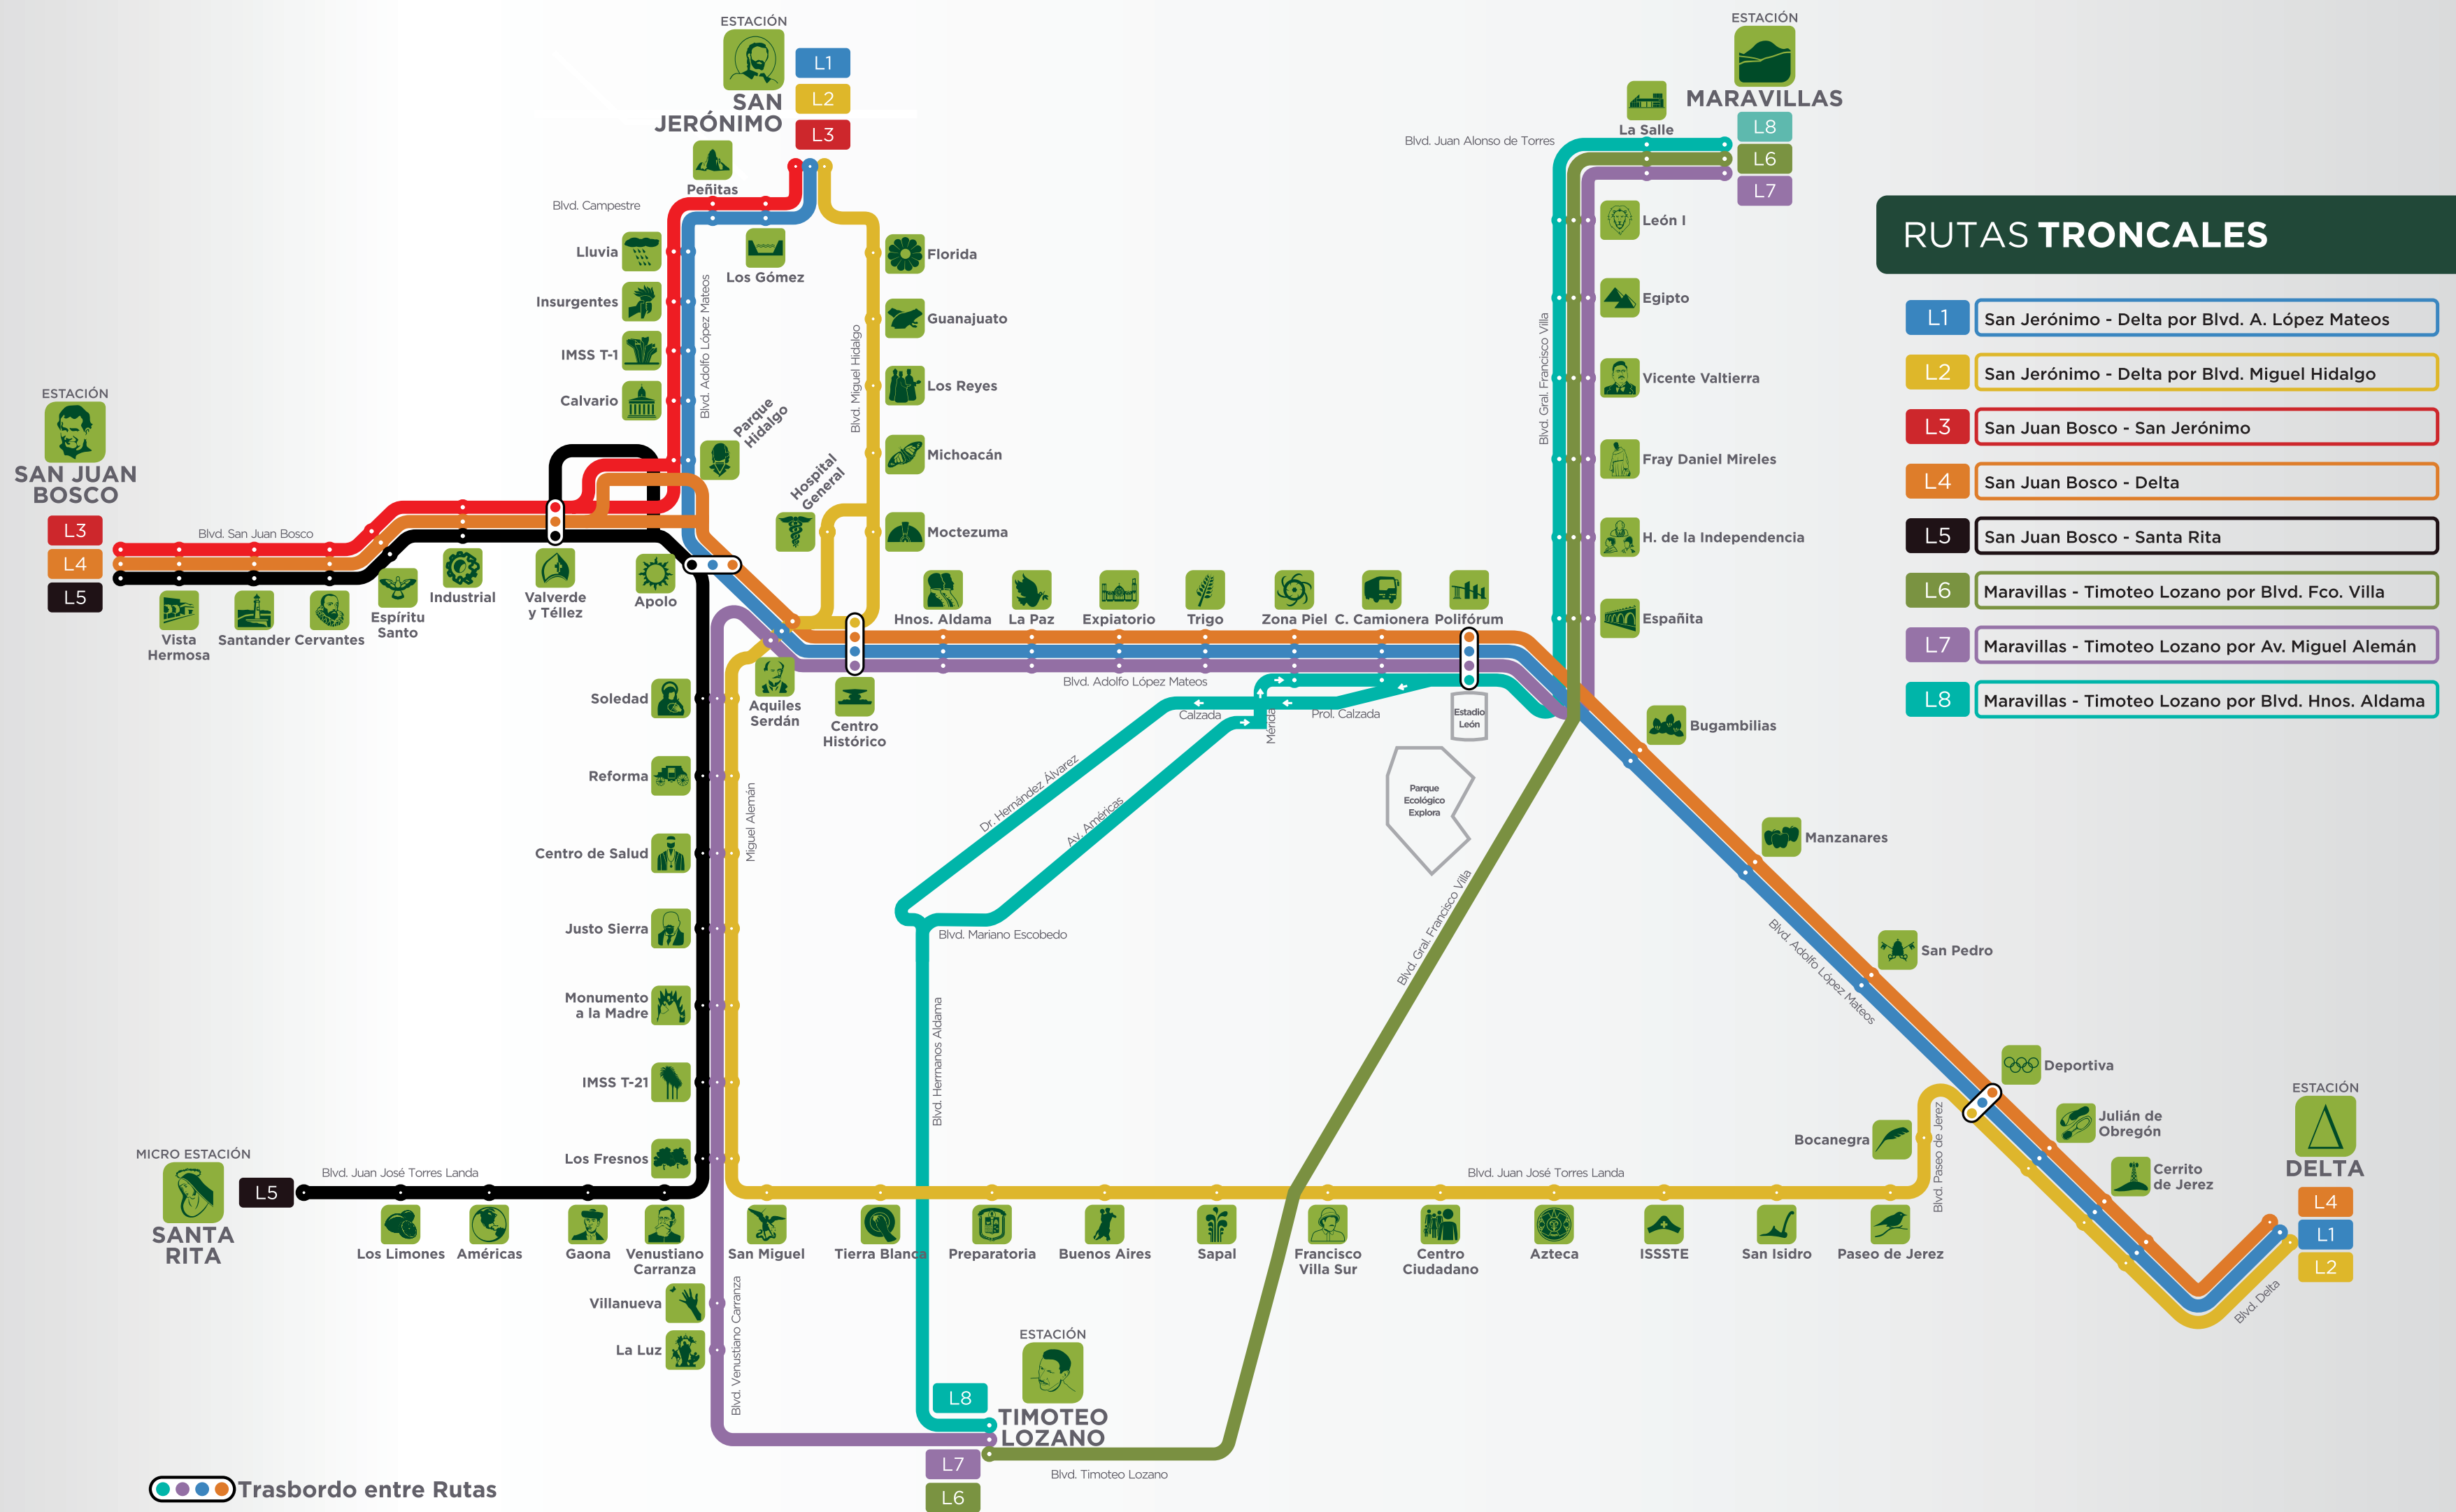 ESTACIÓN
SAN
JERÓNIMO
L1
L2
L3
ESTACIÓN
MARAVILLAS
L8
L6
L7
La Salle
Blvd. Juan Alonso de Torres
Peñitas
Blvd. Campestre
Los Gómez
Lluvia
Insurgentes
IMSS T-1
Calvario
Blvd. Adolfo López Mateos
Parque
Hidalgo
Blvd. Miguel Hidalgo
Florida
Guanajuato
Los Reyes
Michoacán
Moctezuma
Hospital
General
León I
Egipto
Vicente Valtierra
Fray Daniel Mireles
H. de la Independencia
Españita
Blvd. Gral. Francisco Villa
RUTAS TRONCALES
L1 San Jerónimo - Delta por Blvd. A. López Mateos
L2 San Jerónimo - Delta por Blvd. Miguel Hidalgo
L3 San Juan Bosco - San Jerónimo
L4 San Juan Bosco - Delta
L5 San Juan Bosco - Santa Rita
L6 Maravillas - Timoteo Lozano por Blvd. Fco. Villa
L7 Maravillas - Timoteo Lozano por Av. Miguel Alemán
L8 Maravillas - Timoteo Lozano por Blvd. Hnos. Aldama
ESTACIÓN
SAN JUAN
BOSCO
L3
L4
L5
Blvd. San Juan Bosco
Vista
Hermosa
Santander
Cervantes
Espíritu
Santo
Industrial
Valverde
y Téllez
Apolo
Hnos. Aldama
La Paz
Expiatorio
Trigo
Zona Piel
C. Camionera
Polifórum
Aquiles
Serdán
Centro
Histórico
Blvd. Adolfo López Mateos
Calzada
Mérida
Prol. Calzada
Estadio
León
Parque
Ecológico
Explora
Dr. Hernández Álvarez
Av. Américas
Blvd. Mariano Escobedo
Blvd. Hermanos Aldama
Blvd. Gral. Francisco Villa
Soledad
Reforma
Centro de Salud
Justo Sierra
Monumento
a la Madre
IMSS T-21
Los Fresnos
Miguel Alemán
Bugambilias
Manzanares
San Pedro
Blvd. Adolfo López Mateos
Deportiva
Julián de
Obregón
Cerrito
de Jerez
Bocanegra
Blvd. Paseo de Jerez
ESTACIÓN
DELTA
L4
L1
L2
Blvd. Delta
MICRO ESTACIÓN
SANTA
RITA
L5
Blvd. Juan José Torres Landa
Los Limones
Américas
Gaona
Venustiano
Carranza
San Miguel
Tierra Blanca
Preparatoria
Buenos Aires
Sapal
Francisco
Villa Sur
Centro
Ciudadano
Azteca
ISSSTE
San Isidro
Paseo de Jerez
Blvd. Juan José Torres Landa
Villanueva
La Luz
Blvd. Venustiano Carranza
ESTACIÓN
TIMOTEO
LOZANO
L8
L7
L6
Blvd. Timoteo Lozano
Trasbordo entre Rutas